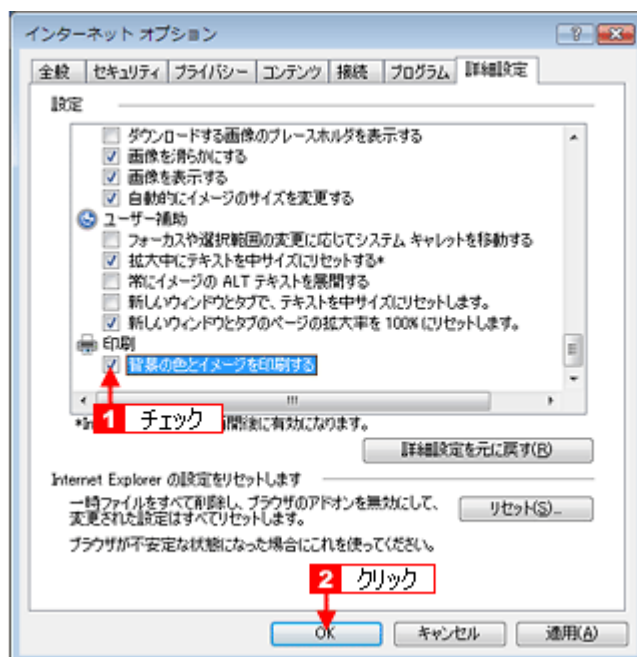 インターネット オプション
全般 セキュリティ プライバシー コンテンツ 接続 プログラム 詳細設定
設定
ダウンロードする画像のプレースホルダを表示する
画像を滑らかにする
画像を表示する
自動的にイメージのサイズを変更する
ユーザー補助
フォーカスや選択範囲の変更に応じてシステム キャレットを移動する
拡大中にテキストを中サイズにリセットする*
常にイメージの ALT テキストを展開する
新しいウィンドウとタブで、テキストを中サイズにリセットします。
新しいウィンドウとタブのページの拡大率を 100% にリセットします。
印刷
背景の色とイメージを印刷する
1 チェック
開後に有効になります。
詳細設定を元に戻す(R)
Internet Explorer の設定をリセットします
一時ファイルをすべて削除し、ブラウザのアドオンを無効にして、
変更された設定はすべてリセットします。
リセット(S)...
ブラウザが不安定な状態になった場合にこれを使ってください。
2 クリック
OK キャンセル 適用(A)